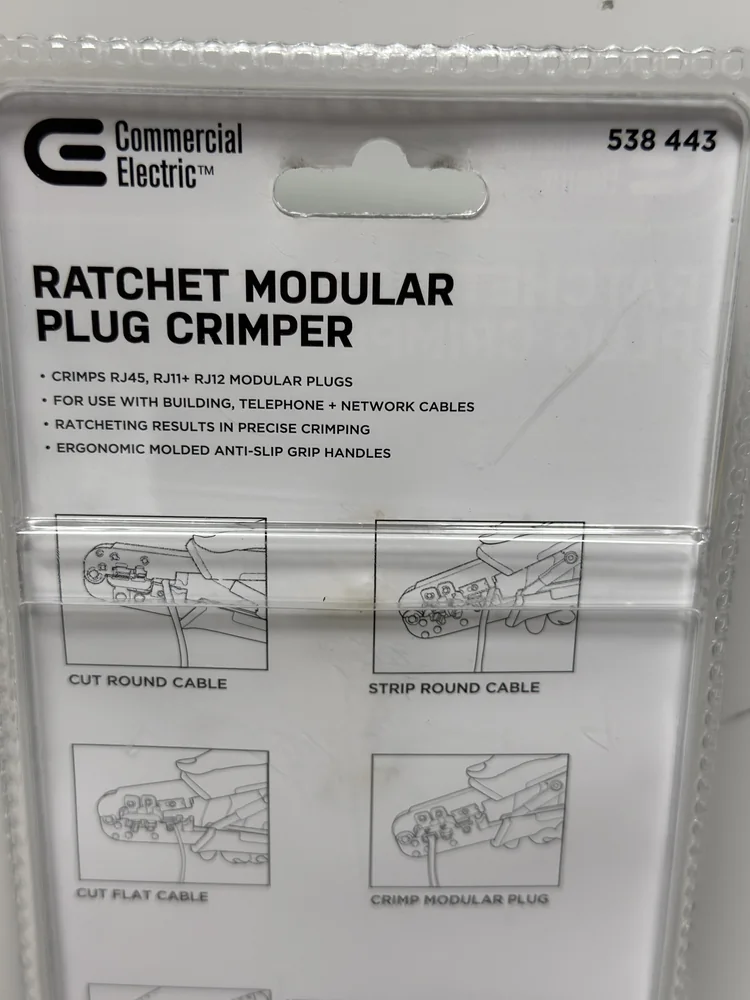 Commercial
Electric™
538 443
RATCHET MODULAR
PLUG CRIMPER
• CRIMPS RJ45, RJ11+ RJ12 MODULAR PLUGS
• FOR USE WITH BUILDING, TELEPHONE + NETWORK CABLES
• RATCHETING RESULTS IN PRECISE CRIMPING
• ERGONOMIC MOLDED ANTI-SLIP GRIP HANDLES
CUT ROUND CABLE
STRIP ROUND CABLE
CUT FLAT CABLE
CRIMP MODULAR PLUG